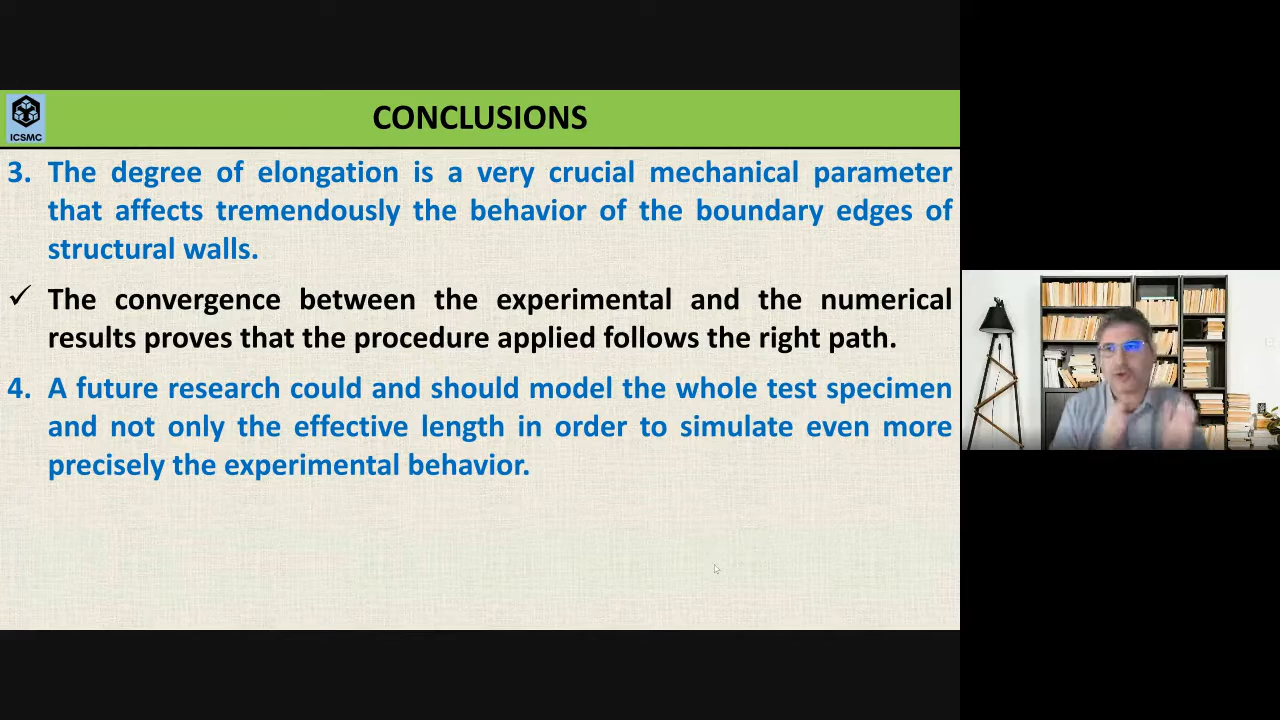 ICSMC
CONCLUSIONS
3. The degree of elongation is a very crucial mechanical parameter
that affects tremendously the behavior of the boundary edges of
structural walls.
✓ The convergence between the experimental and the numerical
results proves that the procedure applied follows the right path.
4. A future research could and should model the whole test specimen
and not only the effective length in order to simulate even more
precisely the experimental behavior.